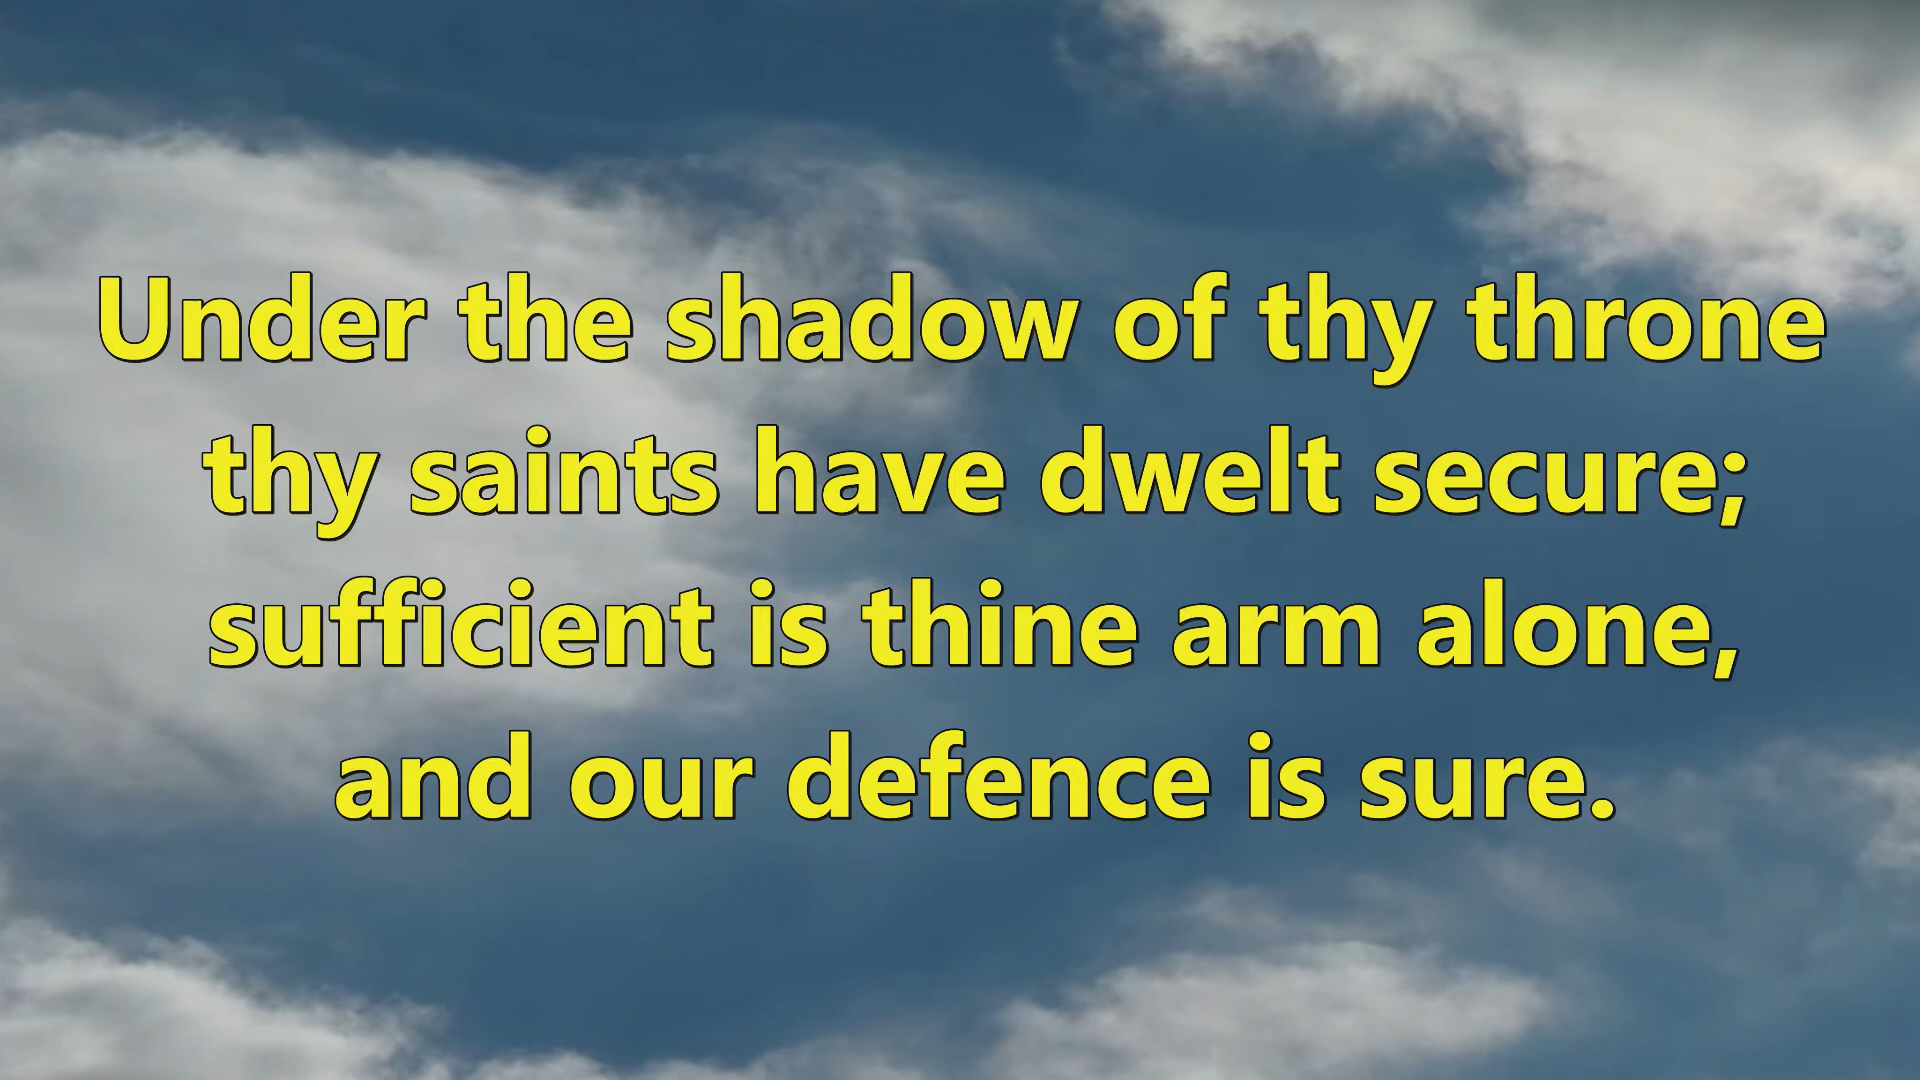 Under the shadow of thy throne
thy saints have dwelt secure;
sufficient is thine arm alone,
and our defence is sure.